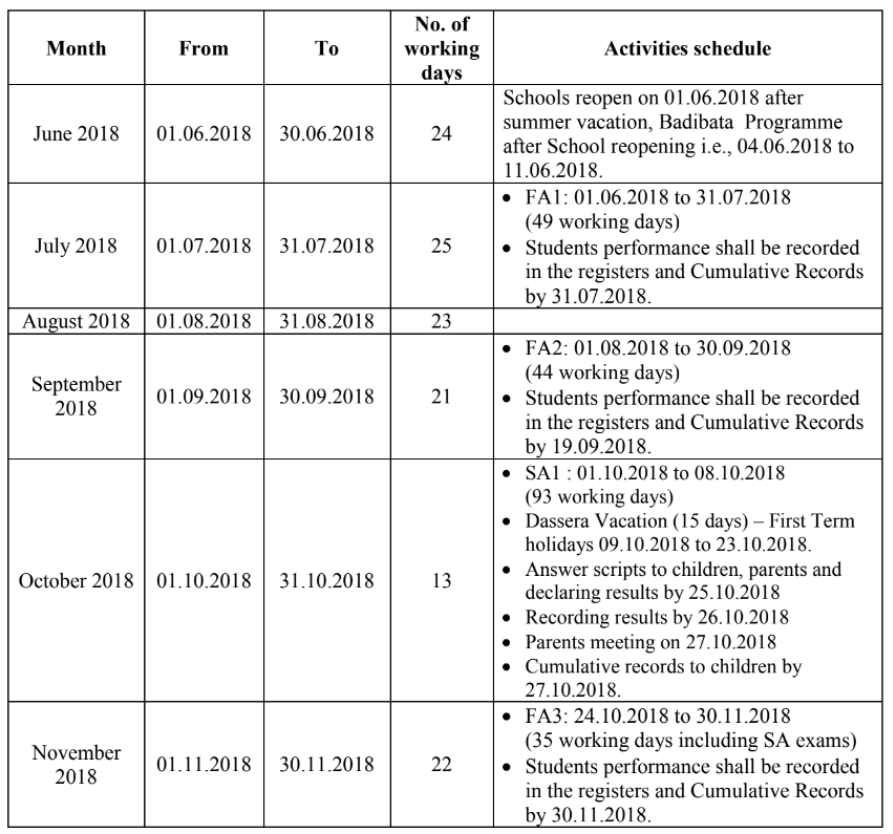 Month From To No. of working days Activities schedule
June 2018 01.06.2018 30.06.2018 24
Schools reopen on 01.06.2018 after
summer vacation, Badibata Programme
after School reopening i.e., 04.06.2018 to
11.06.2018.
July 2018 01.07.2018 31.07.2018 25
• FA1: 01.06.2018 to 31.07.2018
(49 working days)
• Students performance shall be recorded
in the registers and Cumulative Records
by 31.07.2018.
August 2018 01.08.2018 31.08.2018 23
September 2018 01.09.2018 30.09.2018 21
• FA2: 01.08.2018 to 30.09.2018
(44 working days)
• Students performance shall be recorded
in the registers and Cumulative Records
by 19.09.2018.
October 2018 01.10.2018 31.10.2018 13
• SA1 : 01.10.2018 to 08.10.2018
(93 working days)
• Dassera Vacation (15 days) – First Term
holidays 09.10.2018 to 23.10.2018.
• Answer scripts to children, parents and
declaring results by 25.10.2018
• Recording results by 26.10.2018
• Parents meeting on 27.10.2018
• Cumulative records to children by
27.10.2018.
November 2018 01.11.2018 30.11.2018 22
• FA3: 24.10.2018 to 30.11.2018
(35 working days including SA exams)
• Students performance shall be recorded
in the registers and Cumulative Records
by 30.11.2018.